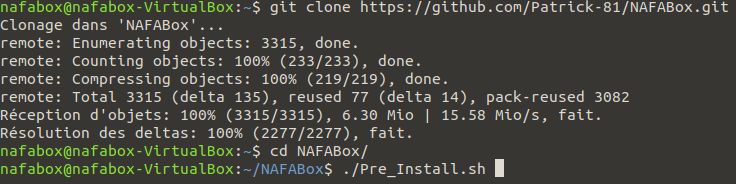 nafabox@nafabox-VirtualBox:~$ git clone https://github.com/Patrick-81/NAFABox.git
Clonage dans 'NAFABox'...
remote: Enumerating objects: 3315, done.
remote: Counting objects: 100% (233/233), done.
remote: Compressing objects: 100% (219/219), done.
remote: Total 3315 (delta 135), reused 77 (delta 14), pack-reused 3082
Réception d'objets: 100% (3315/3315), 6.30 Mio | 15.58 Mio/s, fait.
Résolution des deltas: 100% (2277/2277), fait.
nafabox@nafabox-VirtualBox:~$ cd NAFABox/
nafabox@nafabox-VirtualBox:~/NAFABox$ ./Pre_Install.sh